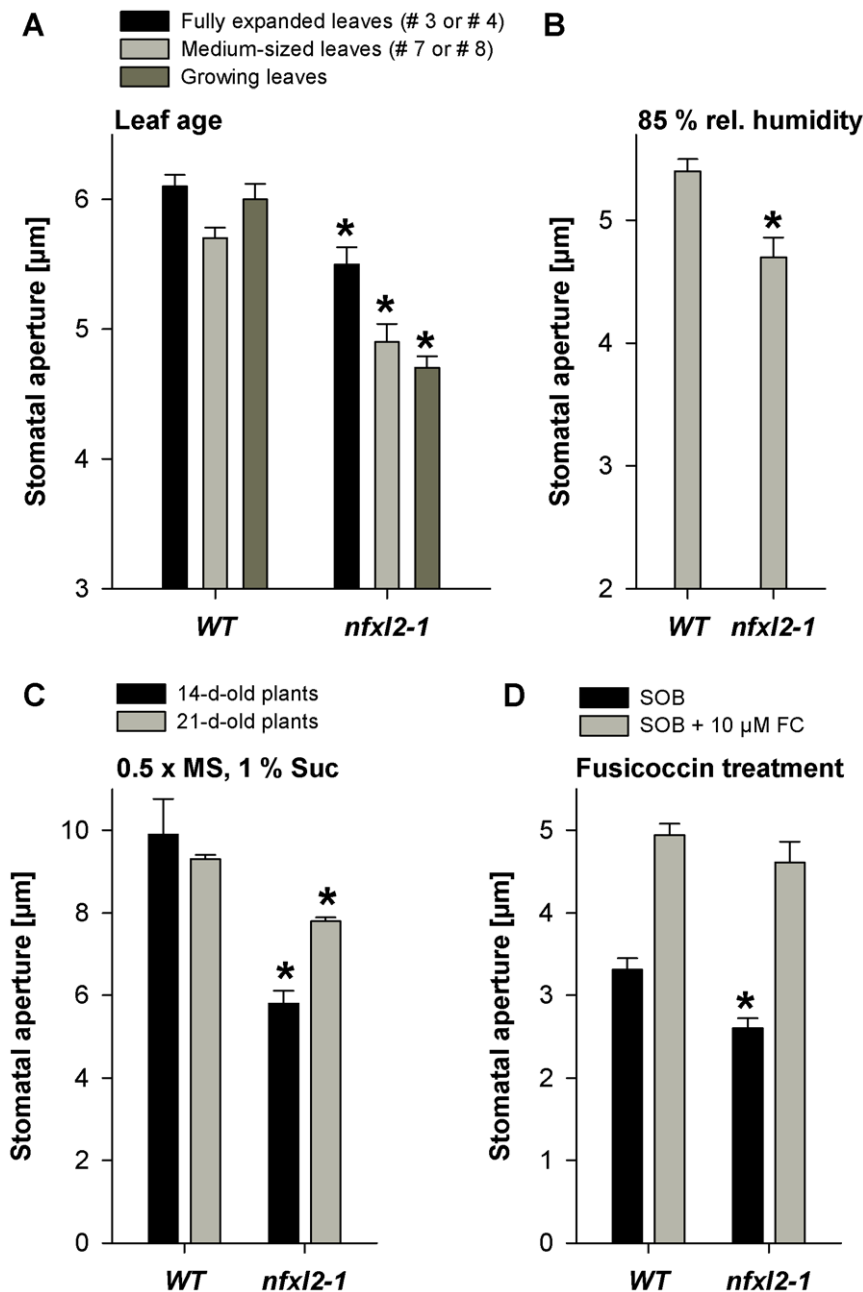 A
Fully expanded leaves (# 3 or # 4)
Medium-sized leaves (# 7 or # 8)
Growing leaves
Leaf age
Stomatal aperture [µm]
6
5
4
3
WT
nfxl2-1
*
*
*
B
85 % rel. humidity
Stomatal aperture [µm]
5
4
3
2
WT
nfxl2-1
*
C
14-d-old plants
21-d-old plants
0.5 x MS, 1 % Suc
Stomatal aperture [µm]
10
8
6
4
2
0
WT
nfxl2-1
*
*
D
SOB
SOB + 10 µM FC
Fusicoccin treatment
Stomatal aperture [µm]
5
4
3
2
1
0
WT
nfxl2-1
*